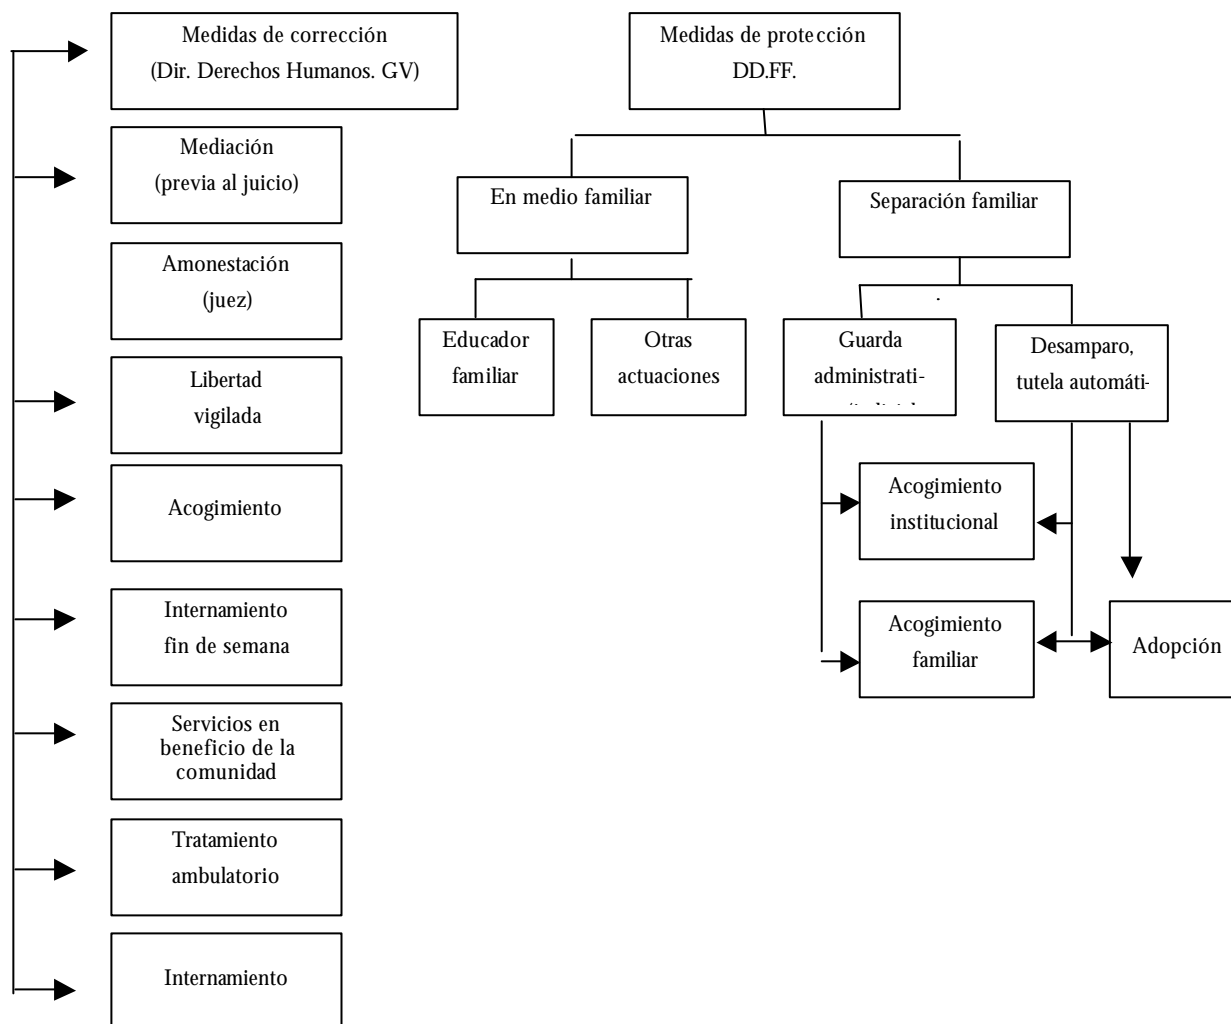 Medidas de corrección
(Dir. Derechos Humanos. GV)
Mediación
(previa al juicio)
Amonestación
(juez)
Libertad
vigilada
Acogimiento
Internamiento
fin de semana
Servicios en
beneficio de la
comunidad
Tratamiento
ambulatorio
Internamiento
Medidas de protección
DD.FF.
En medio familiar
Separación familiar
Educador
familiar
Otras
actuaciones
Guarda
administrati-
Desamparo,
tutela automáti-
Acogimiento
institucional
Acogimiento
familiar
Adopción